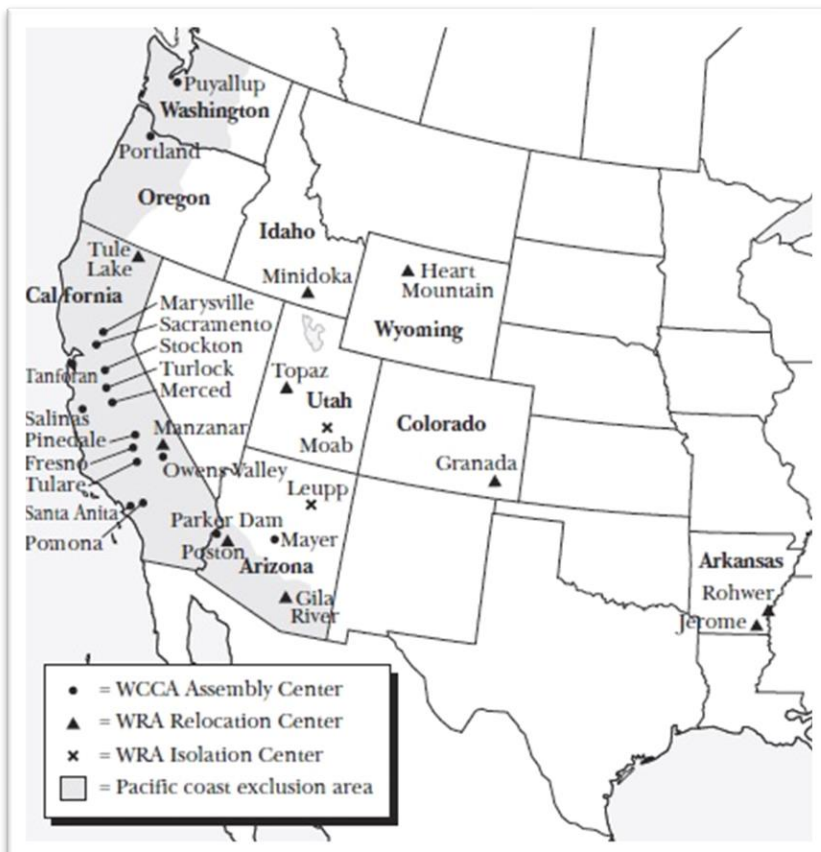 Puyallup
Washington
Portland
Oregon
Idaho
Tule
Lake
Minidoka
Heart
Mountain
California
Marysville
Sacramento
Wyoming
Stockton
Tanforan
Turlock
Topaz
Merced
Utah
Salinas
Colorado
Pinedale
Manzanar
Moab
Fresno
Owens Valley
Granada
Tulare
Leupp
Santa Anita
Parker Dam
Mayer
Pomona
Poston
Arizona
Arkansas
Gila
River
Rohwer
Jerome
= WCCA Assembly Center
= WRA Relocation Center
= WRA Isolation Center
= Pacific coast exclusion area